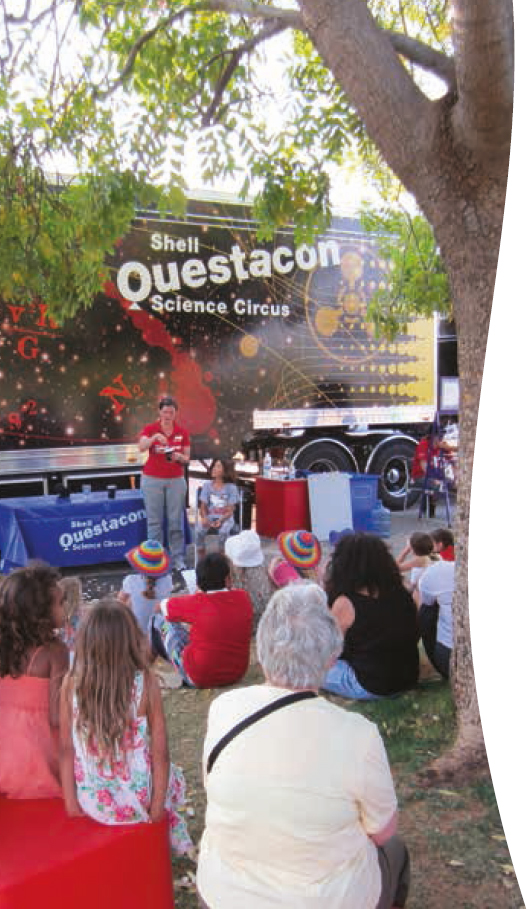 Shell
Questacon
Science Circus
G
N
Shell
Questacon
Science Circus